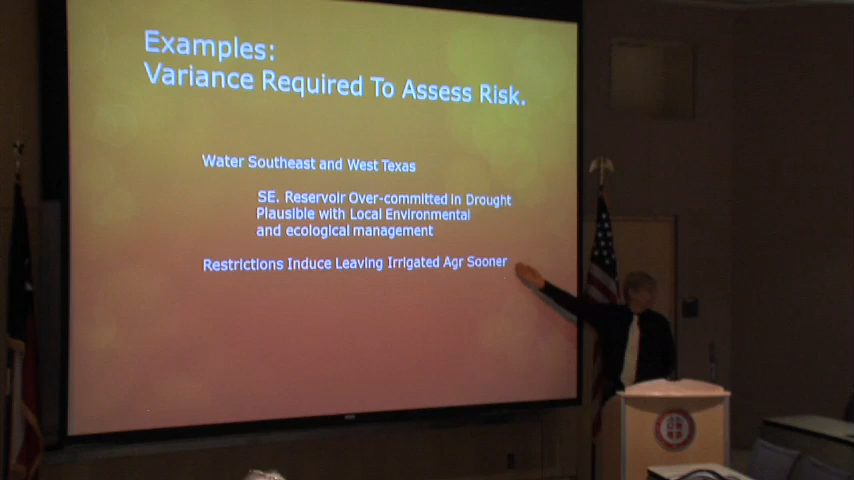 Examples:
Variance Required To Assess Risk.
Water Southeast and West Texas
SE. Reservoir Over-committed in Drought
Plausible with Local Environmental
and ecological management
Restrictions Induce Leaving Irrigated Agr Sooner